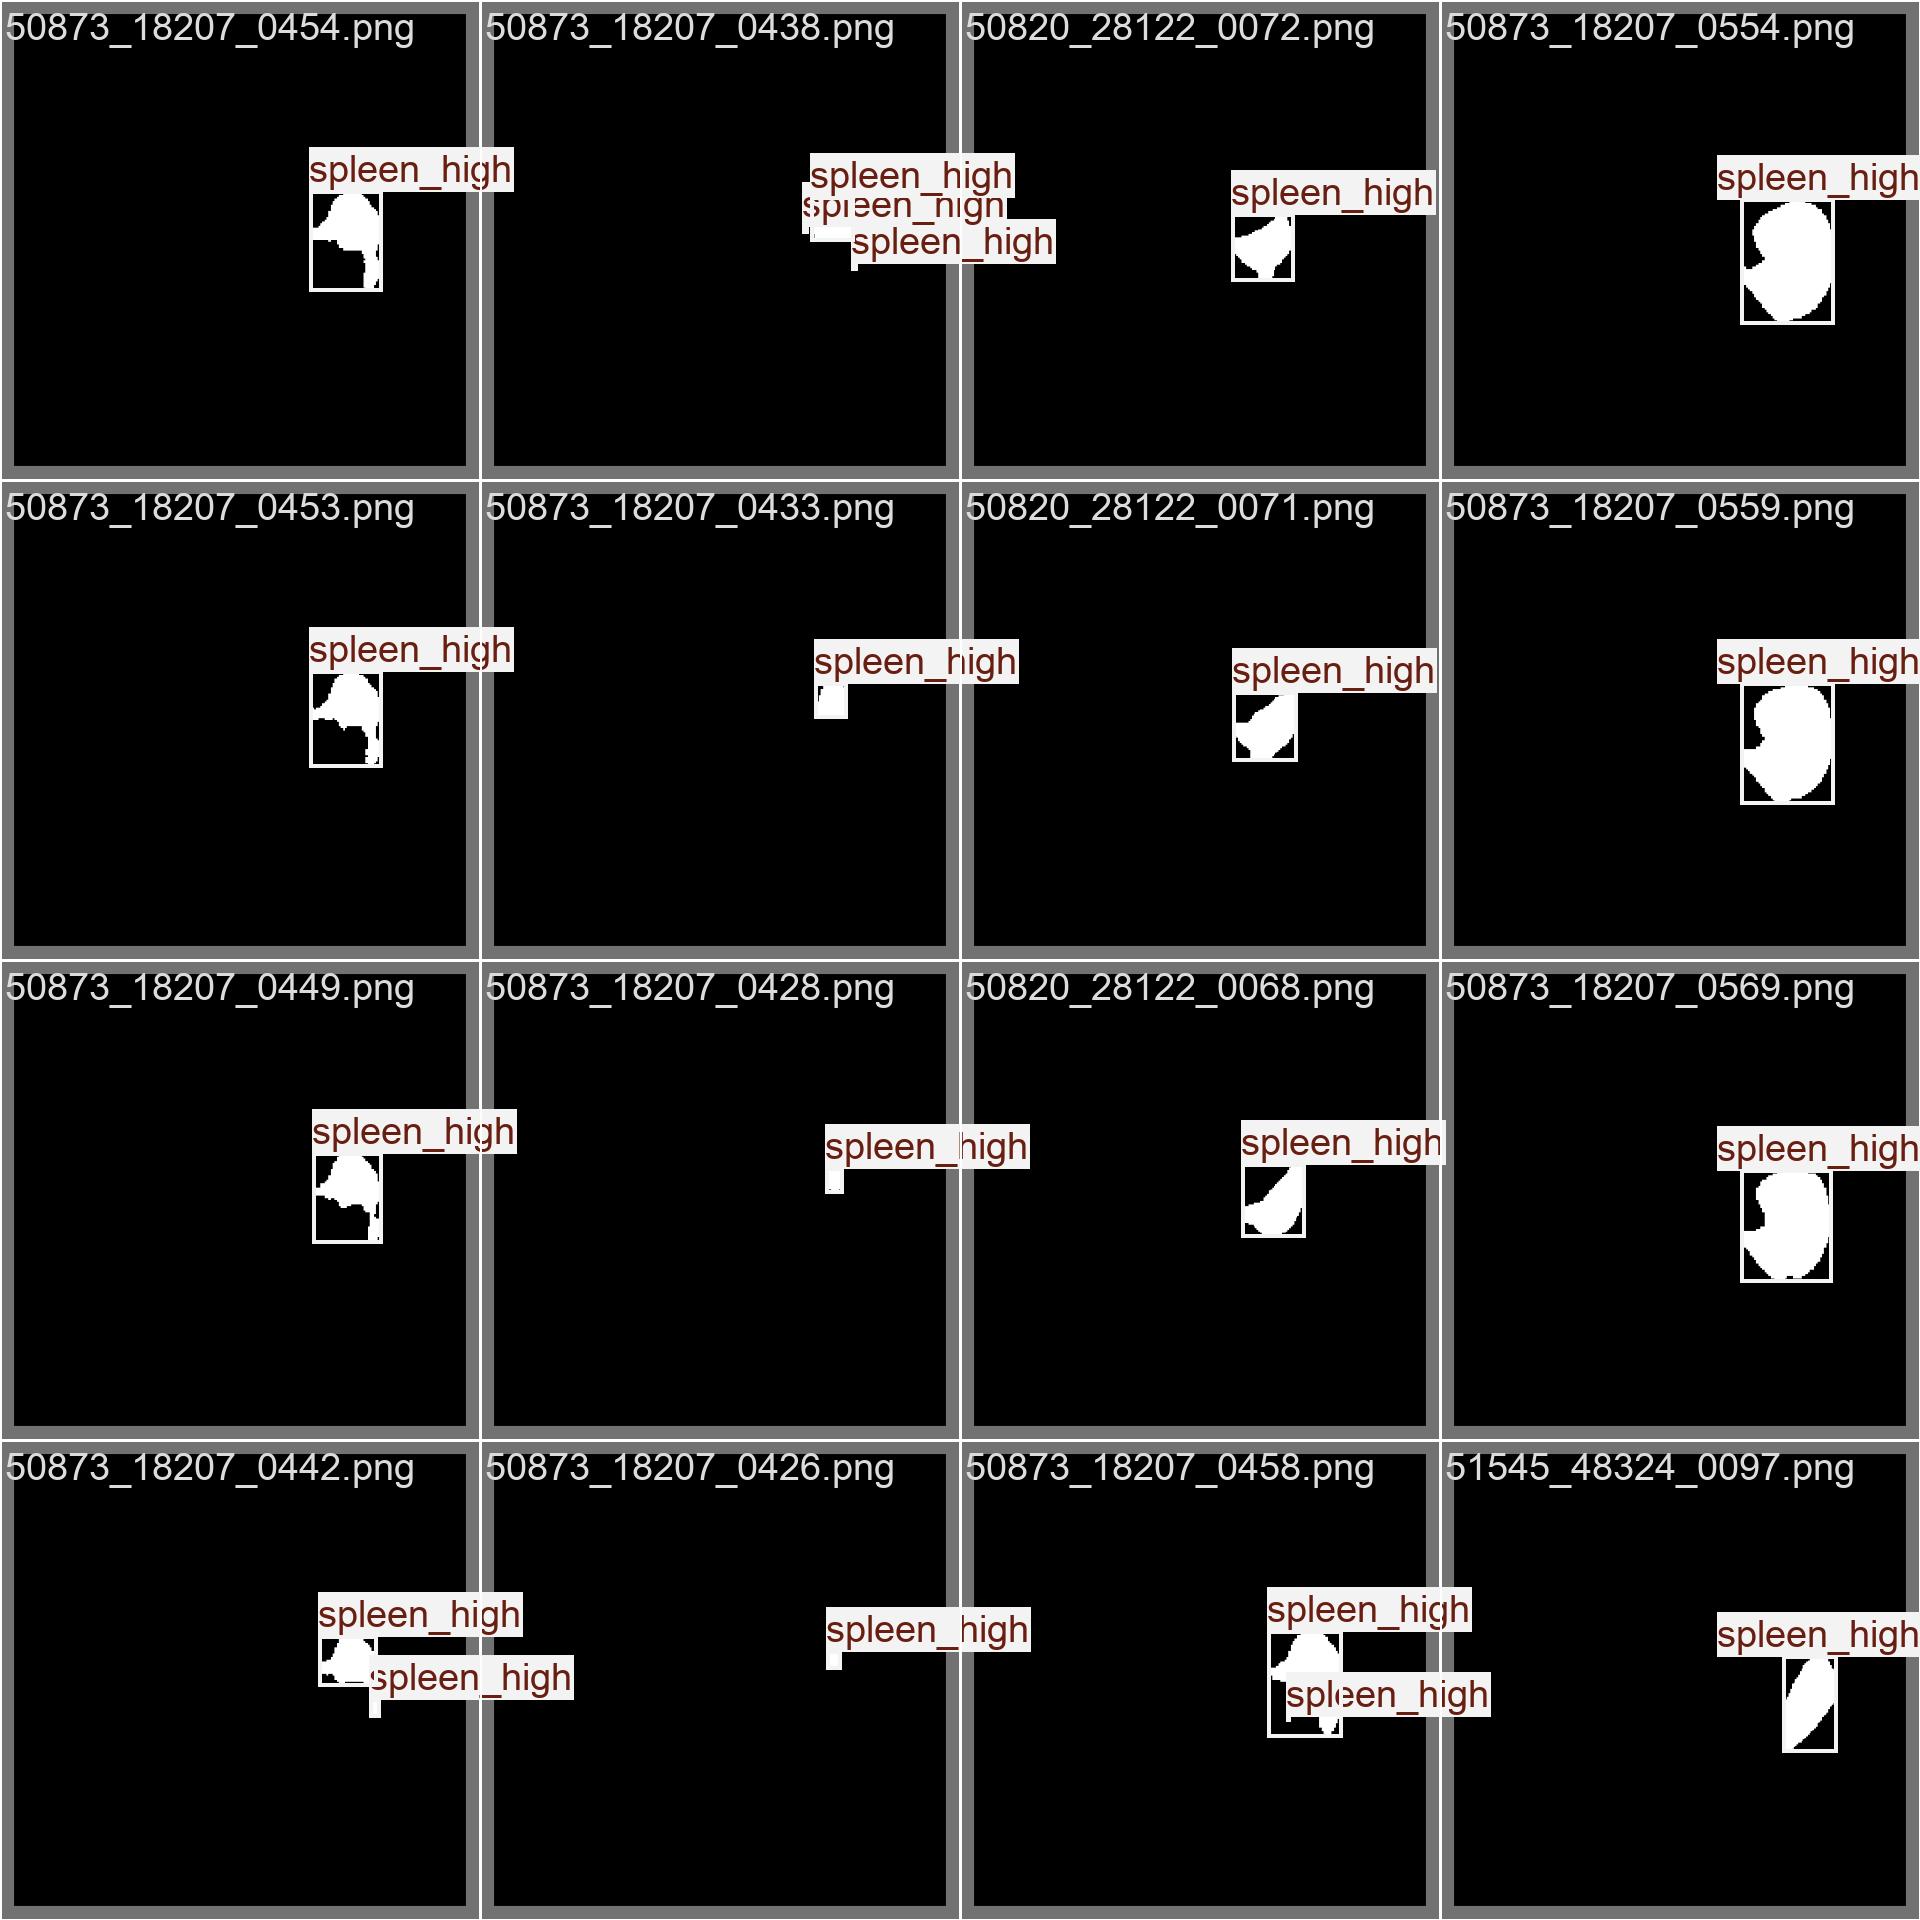 50873_18207_0454.png
spleen_high
50873_18207_0438.png
spleen_high
spleen_high
spleen_high
50820_28122_0072.png
spleen_high
50873_18207_0554.png
spleen_high
50873_18207_0453.png
spleen_high
50873_18207_0433.png
spleen_high
50820_28122_0071.png
spleen_high
50873_18207_0559.png
spleen_high
50873_18207_0449.png
spleen_high
50873_18207_0428.png
spleen_high
50820_28122_0068.png
spleen_high
50873_18207_0569.png
spleen_high
50873_18207_0442.png
spleen_high
spleen_high
50873_18207_0426.png
spleen_high
50873_18207_0458.png
spleen_high
spleen_high
51545_48324_0097.png
spleen_high